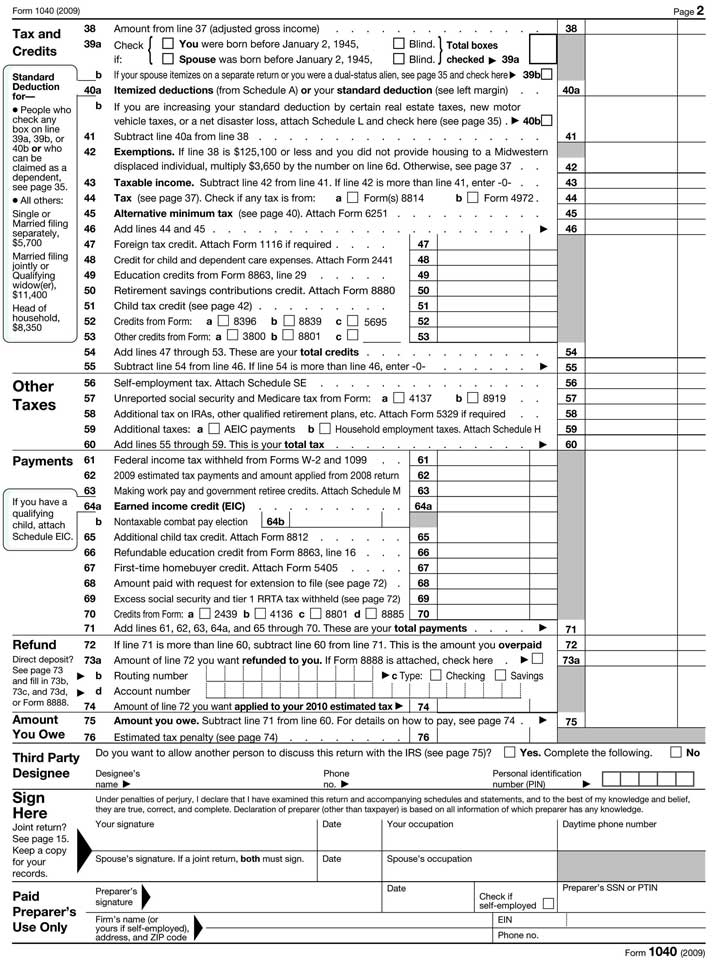 Form 1040 (2009) Page 2
Tax and Credits
38 Amount from line 37 (adjusted gross income) . . . . . . . . . . . . . . 38
39a Check if: { You were born before January 2, 1945, Blind. } Total boxes
Spouse was born before January 2, 1945, Blind. } checked ▶ 39a
b If your spouse itemizes on a separate return or you were a dual-status alien, see page 35 and check here ▶ 39b
Standard Deduction for—
• People who check any box on line 39a, 39b, or 40b or who can be claimed as a dependent, see page 35.
• All others:
Single or Married filing separately, $5,700
Married filing jointly or Qualifying widow(er), $11,400
Head of household, $8,350
40a Itemized deductions (from Schedule A) or your standard deduction (see left margin) . . 40a
b If you are increasing your standard deduction by certain real estate taxes, new motor
vehicle taxes, or a net disaster loss, attach Schedule L and check here (see page 35) . ▶ 40b
41 Subtract line 40a from line 38 . . . . . . . . . . . . . . . . . . 41
42 Exemptions. If line 38 is $125,100 or less and you did not provide housing to a Midwestern
displaced individual, multiply $3,650 by the number on line 6d. Otherwise, see page 37 . . 42
43 Taxable income. Subtract line 42 from line 41. If line 42 is more than line 41, enter -0- . . 43
44 Tax (see page 37). Check if any tax is from: a Form(s) 8814 b Form 4972 . 44
45 Alternative minimum tax (see page 40). Attach Form 6251 . . . . . . . . . 45
46 Add lines 44 and 45 . . . . . . . . . . . . . . . . . . . . ▶ 46
47 Foreign tax credit. Attach Form 1116 if required . . . . 47
48 Credit for child and dependent care expenses. Attach Form 2441 48
49 Education credits from Form 8863, line 29 . . . . . 49
50 Retirement savings contributions credit. Attach Form 8880 50
51 Child tax credit (see page 42) . . . . . . . . 51
52 Credits from Form: a 8396 b 8839 c 5695 52
53 Other credits from Form: a 3800 b 8801 c 53
54 Add lines 47 through 53. These are your total credits . . . . . . . . . . . 54
55 Subtract line 54 from line 46. If line 54 is more than line 46, enter -0- . . . . . . ▶ 55
Other Taxes
56 Self-employment tax. Attach Schedule SE . . . . . . . . . . . . . . 56
57 Unreported social security and Medicare tax from Form: a 4137 b 8919 . . 57
58 Additional tax on IRAs, other qualified retirement plans, etc. Attach Form 5329 if required . . 58
59 Additional taxes: a AEIC payments b Household employment taxes. Attach Schedule H 59
60 Add lines 55 through 59. This is your total tax . . . . . . . . . . . . . ▶ 60
Payments
61 Federal income tax withheld from Forms W-2 and 1099 . . 61
62 2009 estimated tax payments and amount applied from 2008 return 62
63 Making work pay and government retiree credits. Attach Schedule M 63
If you have a qualifying child, attach Schedule EIC.
64a Earned income credit (EIC) . . . . . . . . . . 64a
b Nontaxable combat pay election 64b
65 Additional child tax credit. Attach Form 8812 . . . . . 65
66 Refundable education credit from Form 8863, line 16 . . . 66
67 First-time homebuyer credit. Attach Form 5405 . . . . 67
68 Amount paid with request for extension to file (see page 72) . 68
69 Excess social security and tier 1 RRTA tax withheld (see page 72) 69
70 Credits from Form: a 2439 b 4136 c 8801 d 8885 70
71 Add lines 61, 62, 63, 64a, and 65 through 70. These are your total payments . . . . ▶ 71
Refund
72 If line 71 is more than line 60, subtract line 60 from line 71. This is the amount you overpaid 72
Direct deposit? See page 73 and fill in 73b, 73c, and 73d, or Form 8888.
73a Amount of line 72 you want refunded to you. If Form 8888 is attached, check here . ▶ 73a
▶ b Routing number ▶ c Type: Checking Savings
▶ d Account number
74 Amount of line 72 you want applied to your 2010 estimated tax ▶ 74
Amount You Owe
75 Amount you owe. Subtract line 71 from line 60. For details on how to pay, see page 74 . ▶ 75
76 Estimated tax penalty (see page 74) . . . . . . . . 76
Third Party Designee
Do you want to allow another person to discuss this return with the IRS (see page 75)? Yes. Complete the following. No
Designee's name ▶ Phone no. ▶ Personal identification number (PIN) ▶
Sign Here
Joint return? See page 15. Keep a copy for your records.
Under penalties of perjury, I declare that I have examined this return and accompanying schedules and statements, and to the best of my knowledge and belief,
they are true, correct, and complete. Declaration of preparer (other than taxpayer) is based on all information of which preparer has any knowledge.
Your signature Date Your occupation Daytime phone number
Spouse's signature. If a joint return, both must sign. Date Spouse's occupation
Paid Preparer's Use Only
Preparer's signature Date Check if self-employed Preparer's SSN or PTIN
Firm's name (or yours if self-employed), address, and ZIP code EIN
Phone no.
Form 1040 (2009)